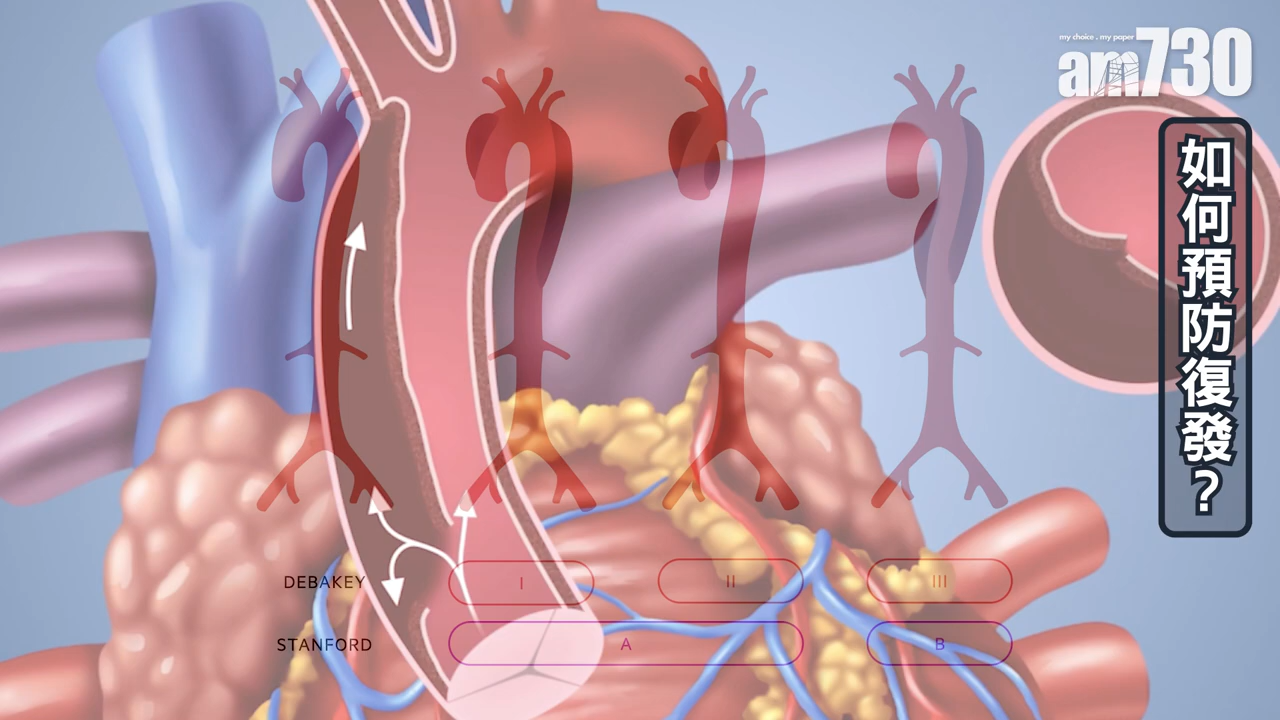 my choice . my paper
am730
如何預防復發？
DEBAKEY I II III
STANFORD A B